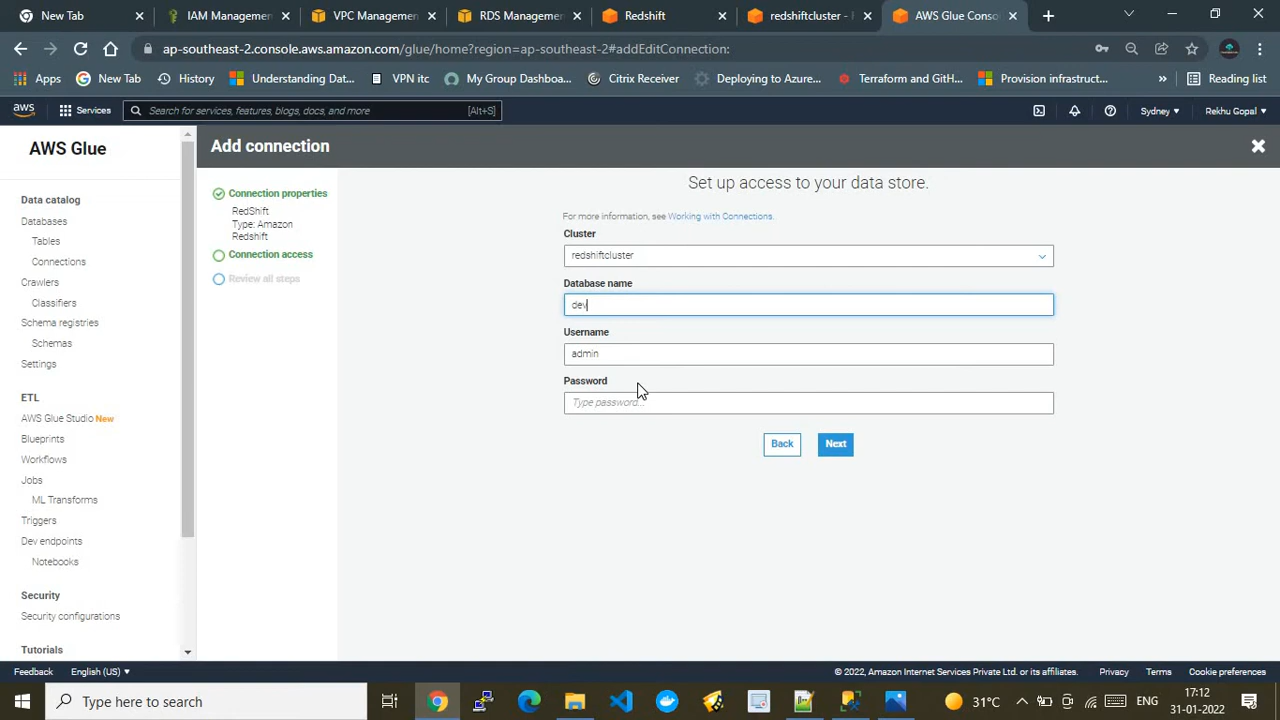 New Tab
IAM Manageme
VPC Managem
RDS Manageme
Redshift
redshiftcluster - R
AWS Glue Conso
ap-southeast-2.console.aws.amazon.com/glue/home?region=ap-southeast-2#addEditConnection:
Apps
New Tab
History
Understanding Dat...
VPN itc
My Group Dashboa...
Citrix Receiver
Deploying to Azure...
Terraform and GitH...
Provision infrastruct...
»
Reading list
aws
Services
Search for services, features, blogs, docs, and more
[Alt+S]
Sydney
Rekhu Gopal
AWS Glue
Data catalog
Databases
Tables
Connections
Crawlers
Classifiers
Schema registries
Schemas
Settings
ETL
AWS Glue Studio New
Blueprints
Workflows
Jobs
ML Transforms
Triggers
Dev endpoints
Notebooks
Security
Security configurations
Tutorials
Add connection
Connection properties
RedShift
Type: Amazon
Redshift
Connection access
Review all steps
Set up access to your data store.
For more information, see Working with Connections.
Cluster
redshiftcluster
Database name
dev
Username
admin
Password
Type password...
Back
Next
Feedback
English (US)
© 2022, Amazon Internet Services Private Ltd. or its affiliates.
Privacy
Terms
Cookie preferences
Type here to search
31°C
ENG
17:12
31-01-2022